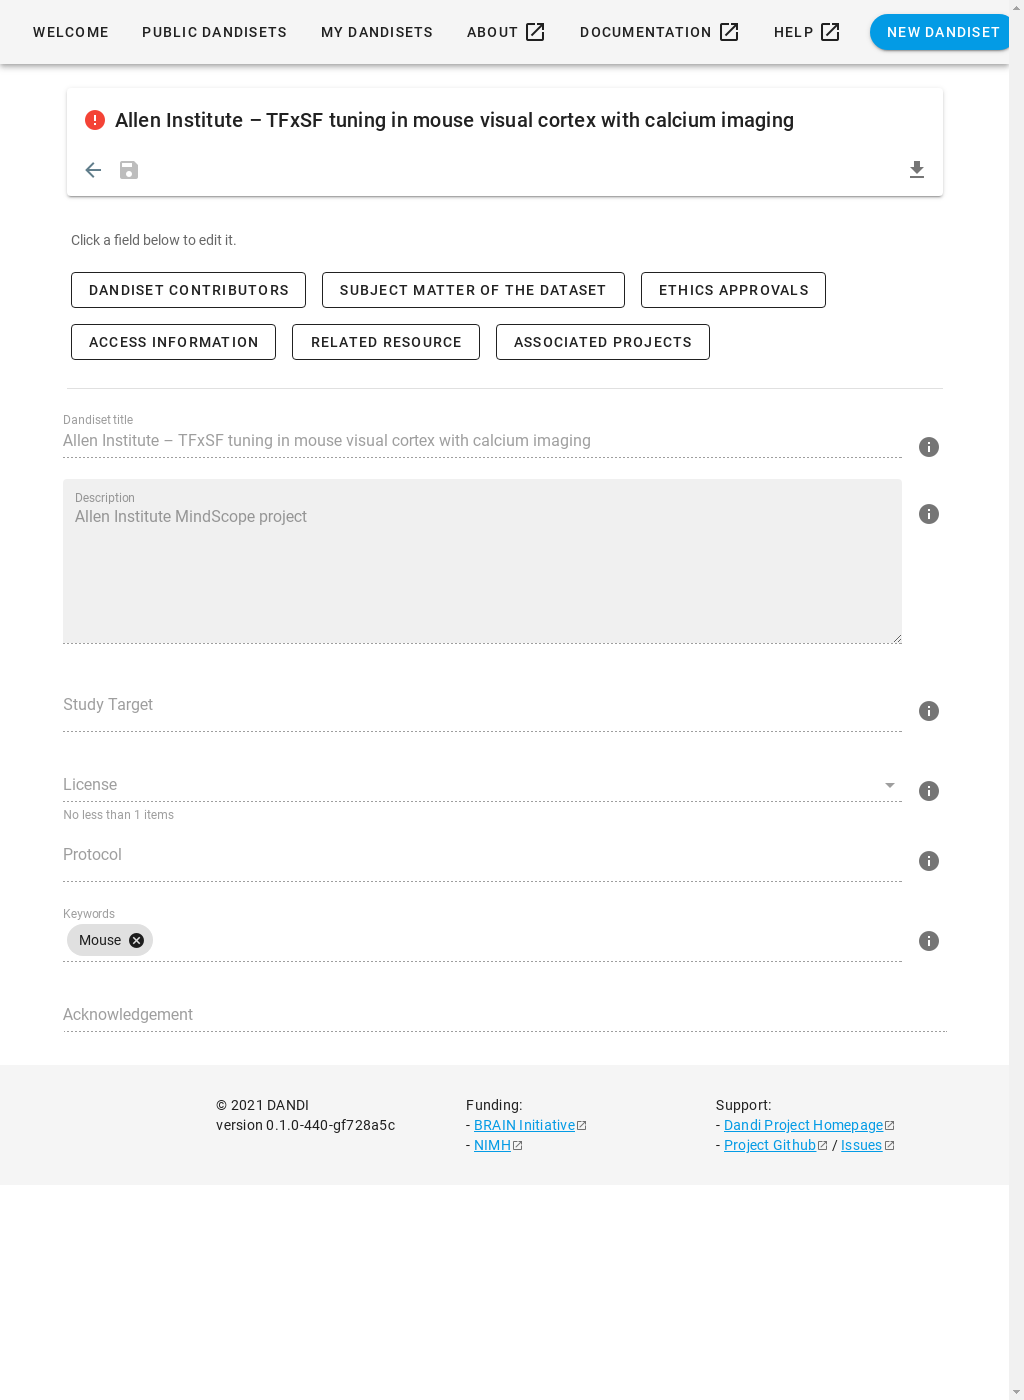 WELCOME PUBLIC DANDISETS MY DANDISETS ABOUT DOCUMENTATION HELP NEW DANDISET
Allen Institute – TFxSF tuning in mouse visual cortex with calcium imaging
Click a field below to edit it.
DANDISET CONTRIBUTORS SUBJECT MATTER OF THE DATASET ETHICS APPROVALS
ACCESS INFORMATION RELATED RESOURCE ASSOCIATED PROJECTS
Dandiset title
Allen Institute – TFxSF tuning in mouse visual cortex with calcium imaging
Description
Allen Institute MindScope project
Study Target
License
No less than 1 items
Protocol
Keywords
Mouse
Acknowledgement
© 2021 DANDI
version 0.1.0-440-gf728a5c
Funding:
- BRAIN Initiative
- NIMH
Support:
- Dandi Project Homepage
- Project Github / Issues